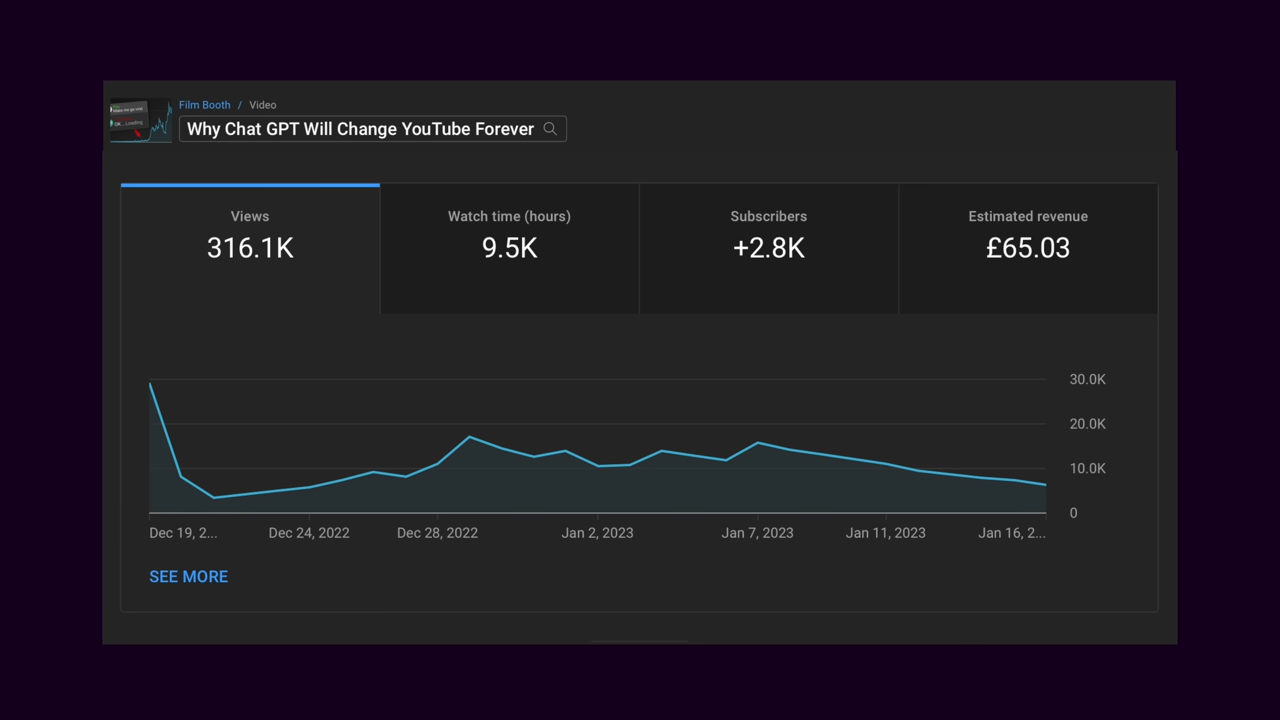 Film Booth / Video
Why Chat GPT Will Change YouTube Forever
Views
316.1K
Watch time (hours)
9.5K
Subscribers
+2.8K
Estimated revenue
£65.03
30.0K
20.0K
10.0K
0
Dec 19, 2...
Dec 24, 2022
Dec 28, 2022
Jan 2, 2023
Jan 7, 2023
Jan 11, 2023
Jan 16, 2...
SEE MORE